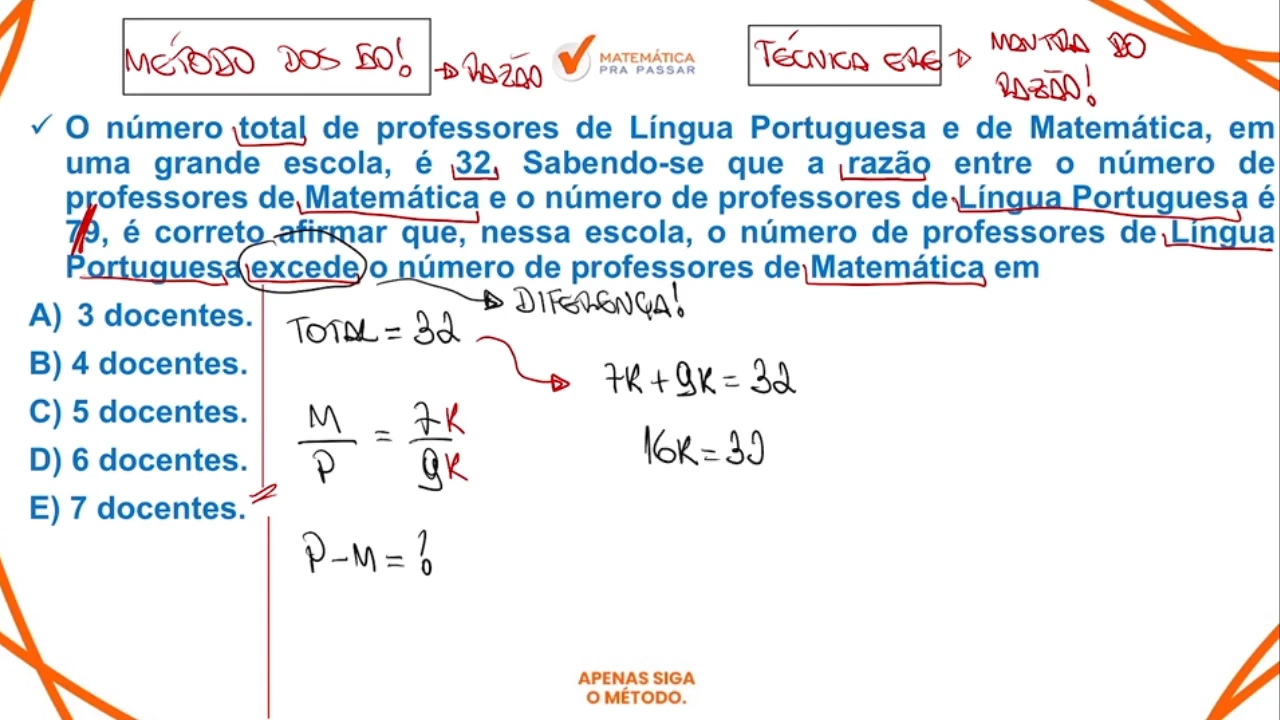 MÉTODO DOS
→ RAZÃO
MATEMÁTICA
PRA PASSAR
TÉCNICA
RAZÃO!
✓ O número total de professores de Língua Portuguesa e de Matemática, em
uma grande escola, é 32. Sabendo-se que a razão entre o número de
professores de Matemática e o número de professores de Língua Portuguesa é
7/9, é correto afirmar que, nessa escola, o número de professores de Língua
Portuguesa excede o número de professores de Matemática em
DIFERENÇA!
A) 3 docentes.
B) 4 docentes.
C) 5 docentes.
D) 6 docentes.
E) 7 docentes.
TOTAL = 32
M/P = 7K/9K
P-M = ?
7K + 9K = 32
16K = 32
APENAS SIGA
O MÉTODO.